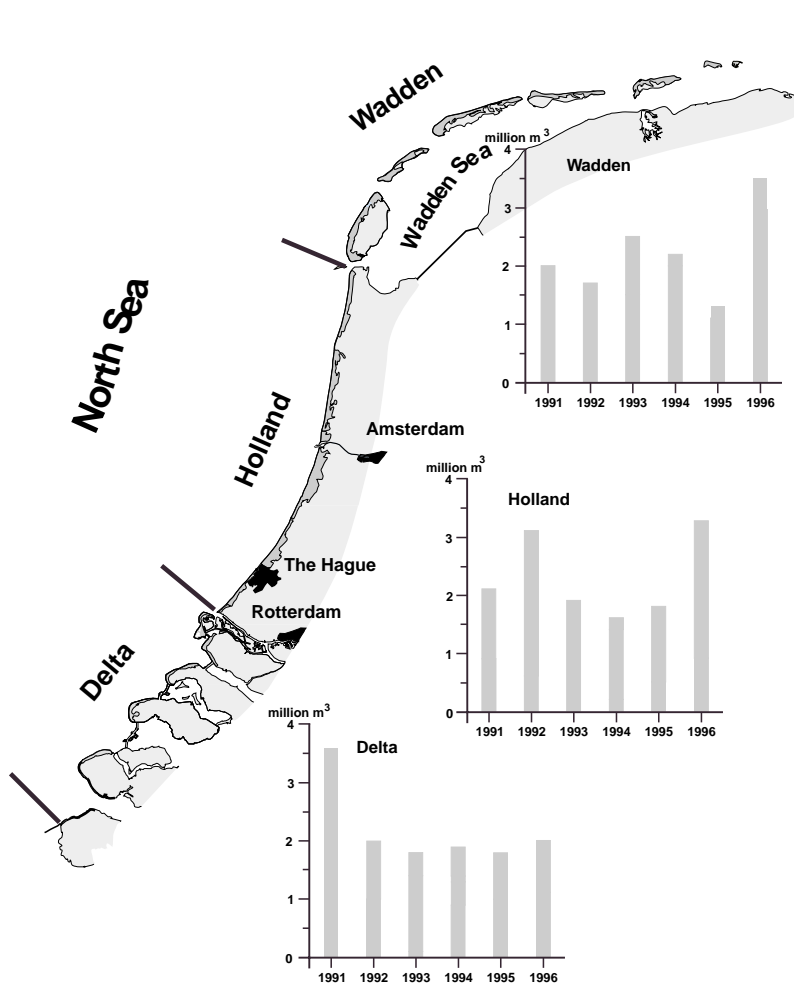 Wadden
million m 3
4
Wadden Sea
Wadden
3
2
1
0
1991 1992 1993 1994 1995 1996
North Sea
Holland
Amsterdam
million m3
4
Holland
3
2
1
0
1991 1992 1993 1994 1995 1996
The Hague
Rotterdam
Delta
million m3
4
Delta
3
2
1
0
1991 1992 1993 1994 1995 1996